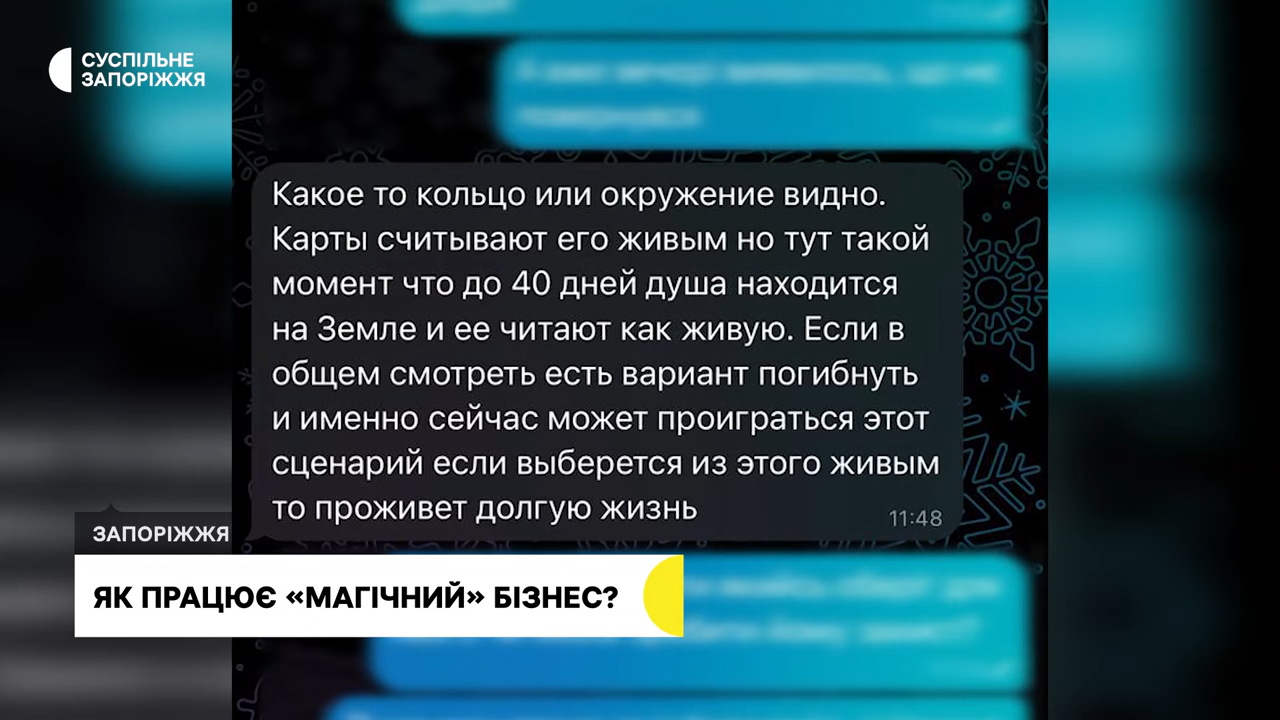 СУСПІЛЬНЕ
ЗАПОРІЖЖЯ
Какое то кольцо или окружение видно.
Карты считывают его живым но тут такой
момент что до 40 дней душа находится
на Земле и ее читают как живую. Если в
общем смотреть есть вариант погибнуть
и именно сейчас может проиграться этот
сценарий если выберется из этого живым
то проживет долгую жизнь
11:48
ЗАПОРІЖЖЯ
ЯК ПРАЦЮЄ «МАГІЧНИЙ» БІЗНЕС?